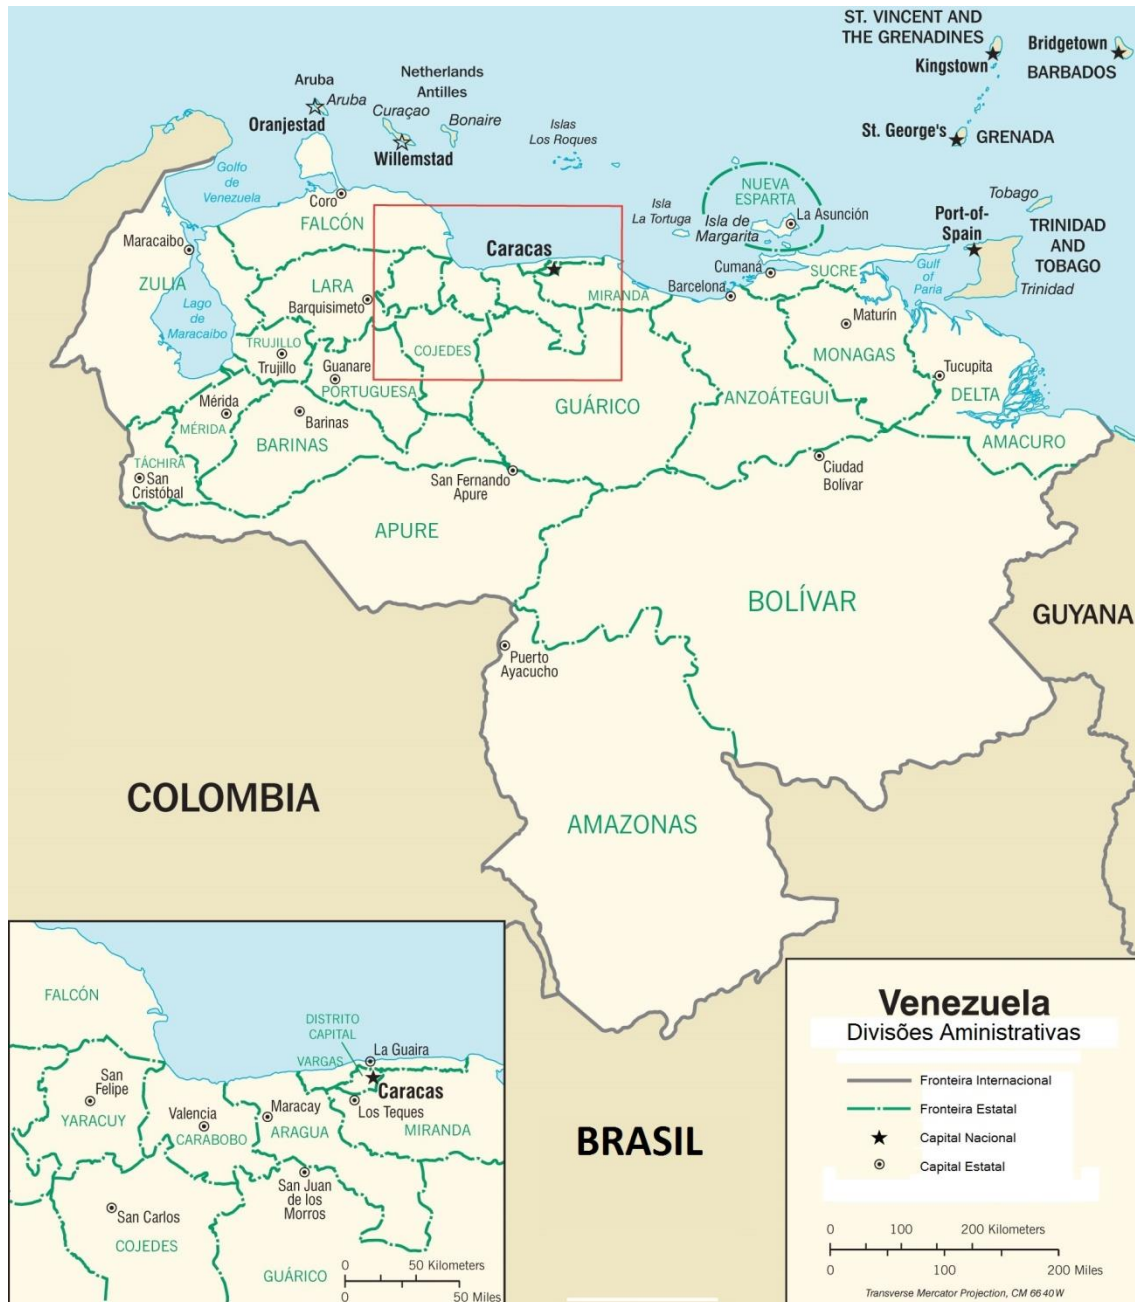 ST. VINCENT AND
THE GRENADINES
Kingstown
Bridgetown
BARBADOS
St. George's
GRENADA
Netherlands
Antilles
Aruba
Aruba
Oranjestad
Curaçao
Willemstad
Bonaire
Islas
Los Roques
Golfo
de
Venezuela
Coro
FALCÓN
NUEVA
ESPARTA
Isla
La Tortuga
Isla de
Margarita
La Asunción
Tobago
Port-of-
Spain
TRINIDAD
AND
TOBAGO
Trinidad
Gulf
of
Paria
Maracaibo
ZULIA
Lago
de
Maracaibo
LARA
Barquisimeto
Caracas
MIRANDA
Cumaná
Barcelona
SUCRE
Maturín
MONAGAS
TRUJILLO
Trujillo
COJEDES
Guanare
PORTUGUESA
GUÁRICO
ANZOÁTEGUI
Tucupita
DELTA
AMACURO
Mérida
MÉRIDA
Barinas
BARINAS
TÁCHIRA
San
Cristóbal
San Fernando
Apure
Ciudad
Bolívar
APURE
BOLÍVAR
GUYANA
Puerto
Ayacucho
COLOMBIA
AMAZONAS
BRASIL
FALCÓN
DISTRITO
CAPITAL
VARGAS
La Guaira
Caracas
San
Felipe
YARACUY
Valencia
CARABOBO
Maracay
ARAGUA
Los Teques
MIRANDA
San Juan
de los
Morros
San Carlos
COJEDES
GUÁRICO
0 50 Kilometers
0 50 Miles
Venezuela
Divisões Aministrativas
Fronteira Internacional
Fronteira Estatal
Capital Nacional
Capital Estatal
0 100 200 Kilometers
0 100 200 Miles
Transverse Mercator Projection, CM 66 40 W